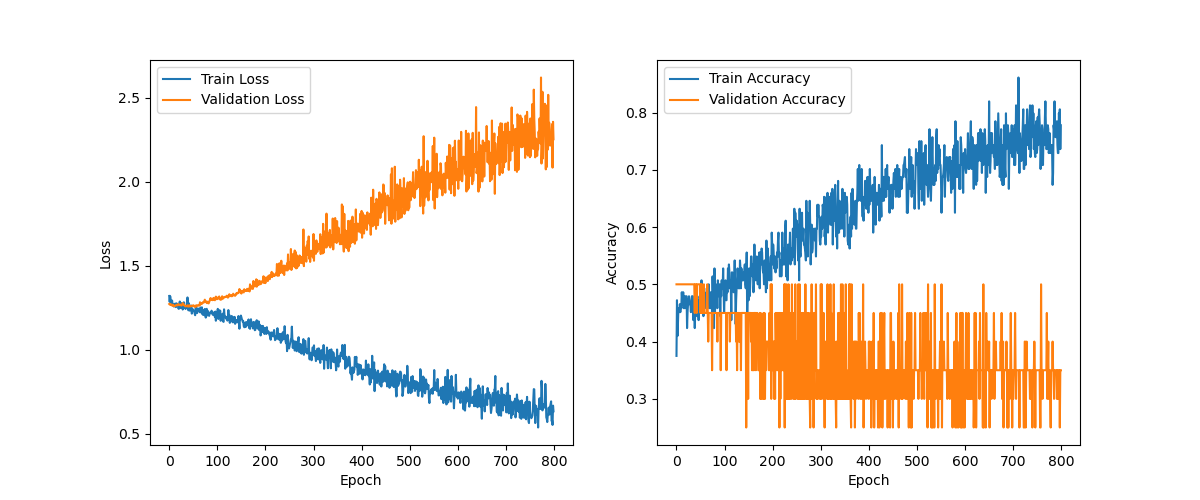 Train Loss
Validation Loss
2.5
2.0
1.5
1.0
0.5
Loss
0 100 200 300 400 500 600 700 800
Epoch
Train Accuracy
Validation Accuracy
0.8
0.7
0.6
0.5
0.4
0.3
Accuracy
0 100 200 300 400 500 600 700 800
Epoch